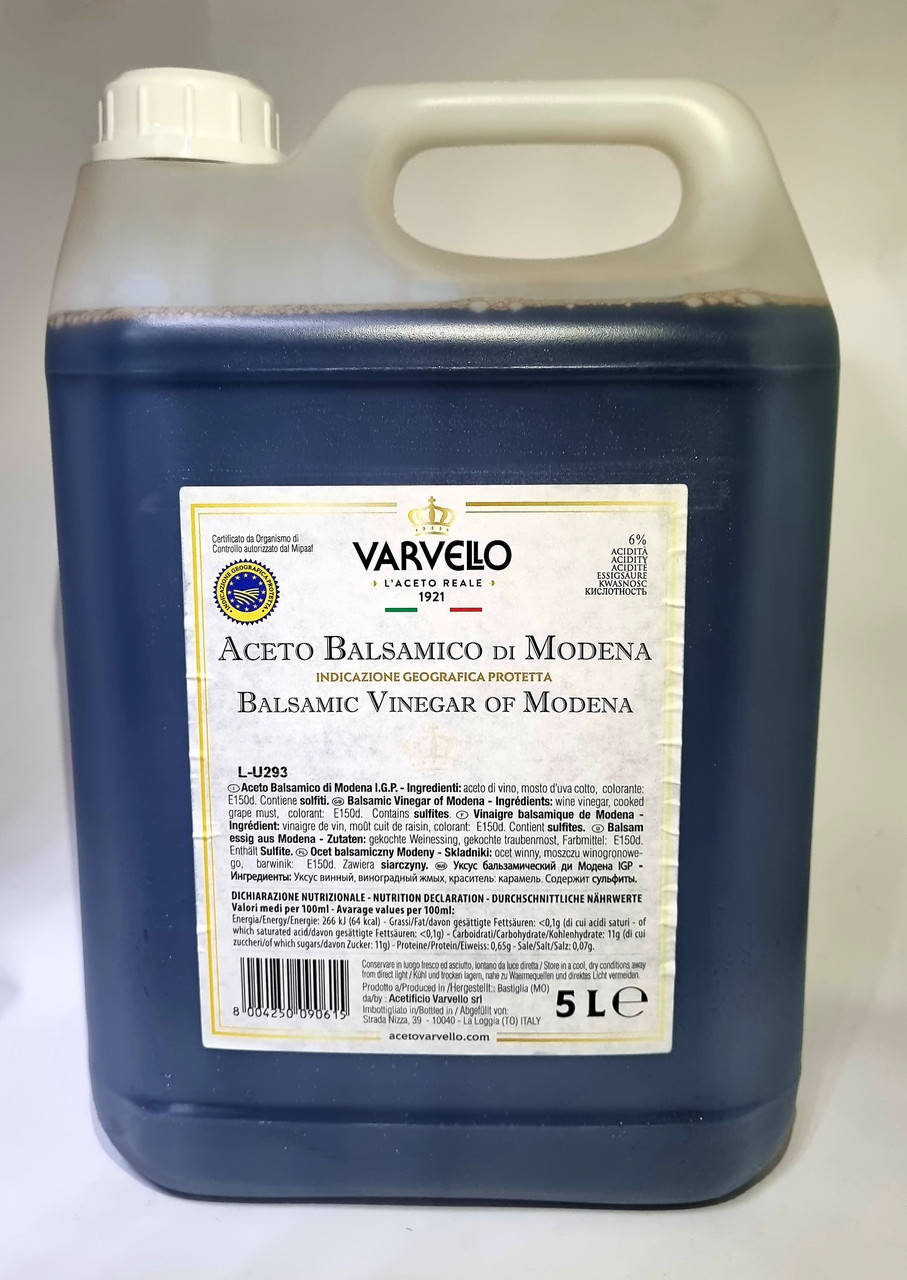 Certificato da Organismo di
Controllo autorizzato dal Mipaaf
INDICAZIONE GEOGRAFICA PROTETTA
VARVELLO
L'ACETO REALE
1921
6%
ACIDITÀ
ACIDITY
ACIDITÉ
ESSIGSÄURE
KWASNOSC
КИСЛОТНОСТЬ
ACETO BALSAMICO DI MODENA
INDICAZIONE GEOGRAFICA PROTETTA
BALSAMIC VINEGAR OF MODENA
L-U293
Aceto Balsamico di Modena I.G.P. - Ingredienti: aceto di vino, mosto d'uva cotto, colorante:
E150d. Contiene solfiti. Balsamic Vinegar of Modena - Ingrédients: wine vinegar, cooked
grape must, colorant: E150d. Contains sulfites. Vinaigre balsamique de Modena -
Ingrédient: vinaigre de vin, moût cuit de raisin, colorant: E150d. Contient sulfites. Balsam
essig aus Modena - Zutaten: gekochte Weinessing, gekochte traubenmost, Farbmittel: E150d.
Enthält Sulfite. Ocet balsamiczny Modeny - Skladniki: ocet winny, moszczu winogronowe-
go, barwinik: E150d. Zawiera siarczyny. Уксус бальзамический ди Модена IGP -
Ингредиенты: Уксус винный, виноградный жмых, краситель: карамель. Содержит сульфиты.
DICHIARAZIONE NUTRIZIONALE - NUTRITION DECLARATION - DURCHSCHNITTLICHE NÄHRWERTE
Valori medi per 100ml - Avarage values per 100ml:
Energia/Energy/Energie: 266 kJ (64 kcal) - Grassi/Fat/davon gesättigte Fettsäuren: <0,1g (di cui acidi saturi - of
which saturated acid/davon gesättigte Fettsäuren: <0,1g) - Carboidrati/Carbohydrate/Kohlenhydrate: 11g (di cui
zuccheri/of which sugars/davon Zucker: 11g) - Proteine/Protein/Eiweiss: 0,65g - Sale/Salt/Salz: 0,07g.
Conservare in luogo fresco ed asciutto, lontano da luce diretta / Store in a cool, dry conditions away
from direct light / Kühl und trocken lagern, nahe zu Waermequellen und direktes Licht vermeiden.
Prodotto a/Produced in /Hergestellt:: Bastiglia (MO)
da/by : Acetificio Varvello srl
Imbottigliato in/Bottled in / Abgefüllt von:
Strada Nizza, 39 - 10040 - La Loggia (TO) ITALY
5 L e
8 004250 090615
acetovarvello.com